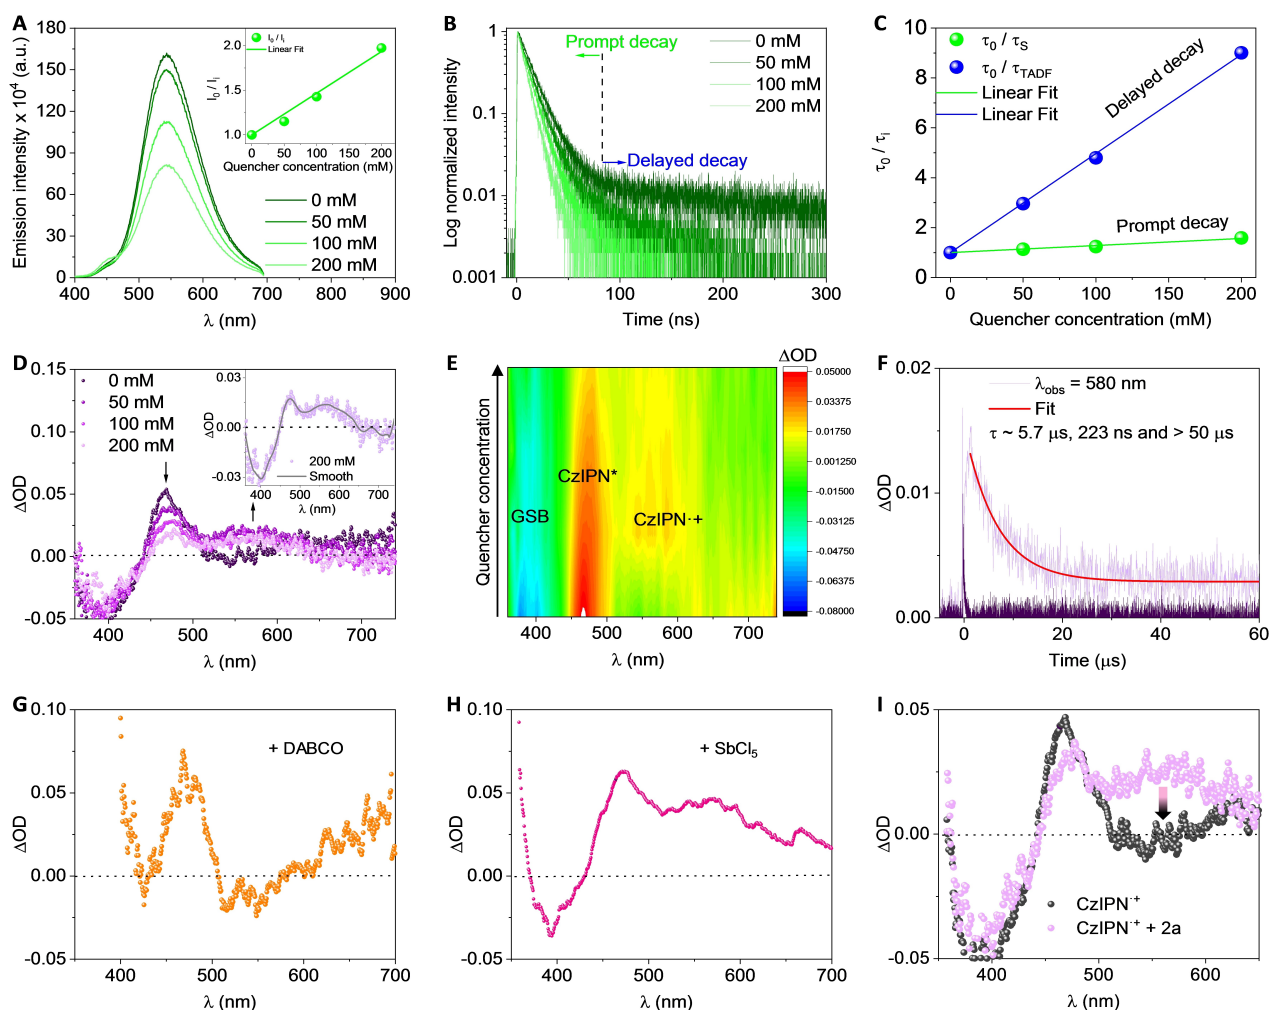 A
Emission intensity x 10⁴ (a.u.)
180
150
120
90
60
30
0
400 500 600 700 800 900
λ (nm)
I₀ / Iᵢ
Linear Fit
I₀ / Iᵢ
2.0
1.5
1.0
0 50 100 150 200
Quencher concentration (mM)
0 mM
50 mM
100 mM
200 mM
B
Log normalized intensity
1
0.1
0.01
0.001
0 100 200 300
Time (ns)
Prompt decay
Delayed decay
0 mM
50 mM
100 mM
200 mM
C
τ₀ / τᵢ
10
8
6
4
2
0
0 50 100 150 200
Quencher concentration (mM)
τ₀ / τ_S
τ₀ / τ_TADF
Linear Fit
Linear Fit
Delayed decay
Prompt decay
D
ΔOD
0.15
0.10
0.05
0.00
-0.05
400 500 600 700
λ (nm)
0 mM
50 mM
100 mM
200 mM
ΔOD
0.03
0.00
-0.03
400 500 600 700
λ (nm)
200 mM
Smooth
E
Quencher concentration
GSB
CzIPN*
CzIPN·+
400 500 600 700
λ (nm)
ΔOD
0.05000
0.03375
0.01750
0.001250
-0.01500
-0.03125
-0.04750
-0.06375
-0.08000
F
ΔOD
0.02
0.01
0.00
0 20 40 60
Time (μs)
λobs = 580 nm
Fit
τ ~ 5.7 μs, 223 ns and > 50 μs
G
ΔOD
0.10
0.05
0.00
-0.05
400 500 600 700
λ (nm)
+ DABCO
H
ΔOD
0.10
0.05
0.00
-0.05
400 500 600 700
λ (nm)
+ SbCl₅
I
ΔOD
0.05
0.00
-0.05
400 500 600
λ (nm)
CzIPN·⁺
CzIPN·⁺ + 2a